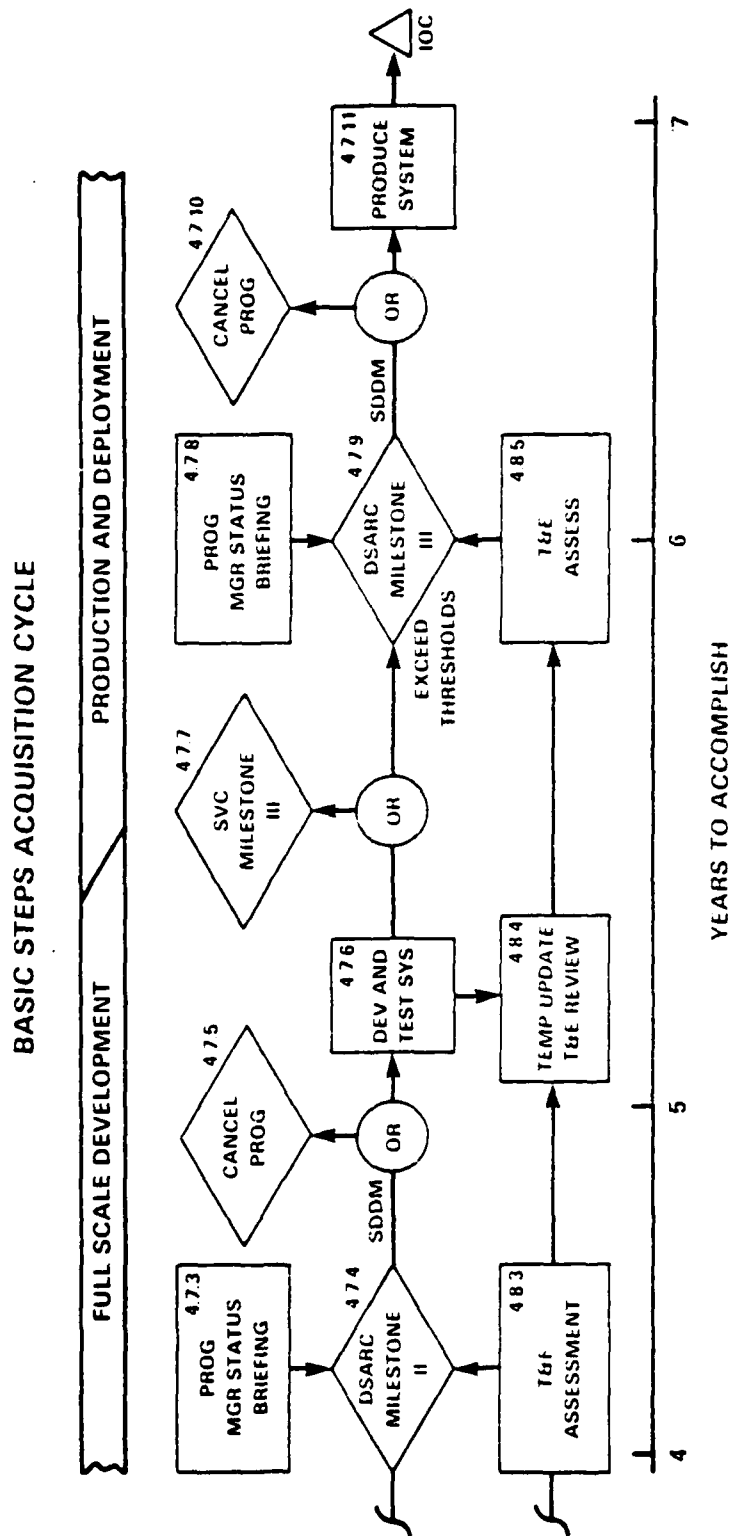 BASIC STEPS ACQUISITION CYCLE
FULL SCALE DEVELOPMENT
PRODUCTION AND DEPLOYMENT
4.7.3
PROG
MGR STATUS
BRIEFING
4 7 5
CANCEL
PROG
4 7.7
SVC
MILESTONE
III
4.7 8
PROG
MGR STATUS
BRIEFING
4 7 10
CANCEL
PROG
4 7 4
DSARC
MILESTONE
II
SDDM
OR
4 7 6
DEV AND
TEST SYS
OR
EXCEED
THRESHOLDS
4 7 9
DSARC
MILESTONE
III
SDDM
OR
4 7 11
PRODUCE
SYSTEM
IOC
4 8 3
T&E
ASSESSMENT
4 8 4
TEMP UPDATE
T&E REVIEW
4 8 5
T&E
ASSESS
4
5
6
7
YEARS TO ACCOMPLISH